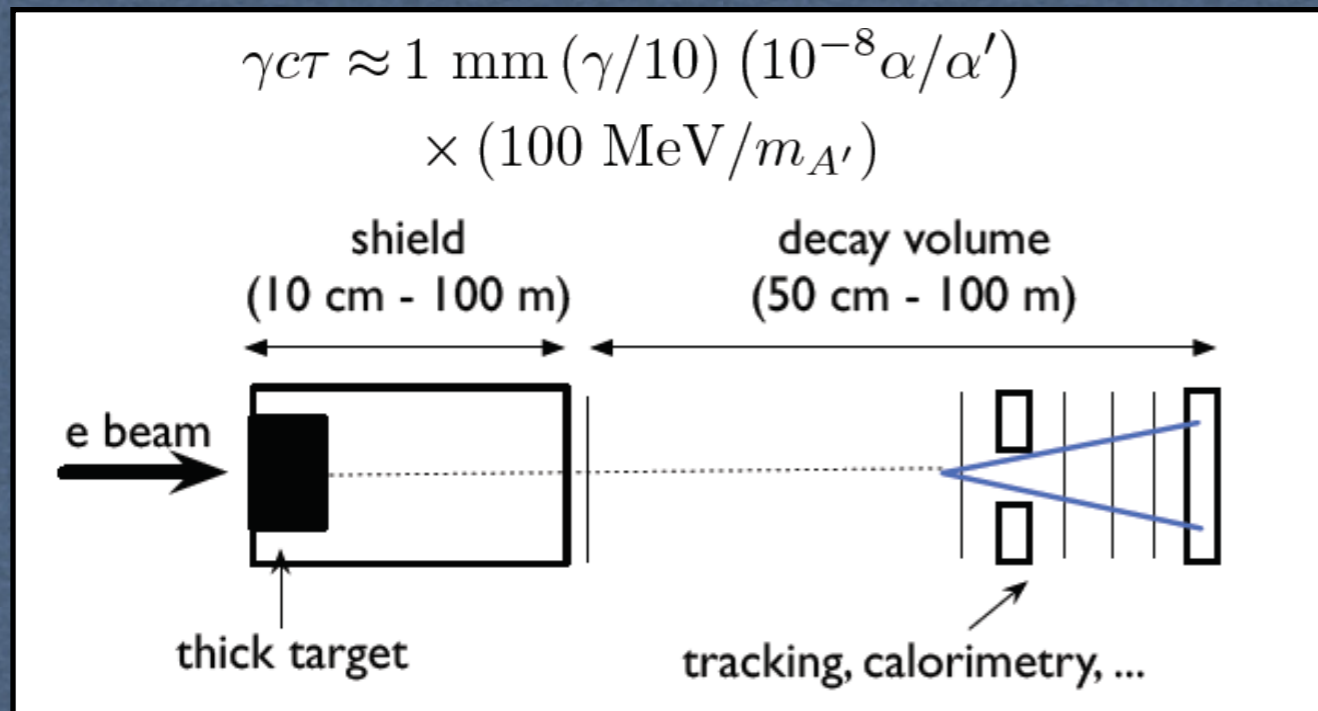 γcτ ≈ 1 mm (γ/10) (10⁻⁸α/α′)
× (100 MeV/m_A′)
shield
(10 cm - 100 m)
decay volume
(50 cm - 100 m)
e beam
thick target
tracking, calorimetry, ...